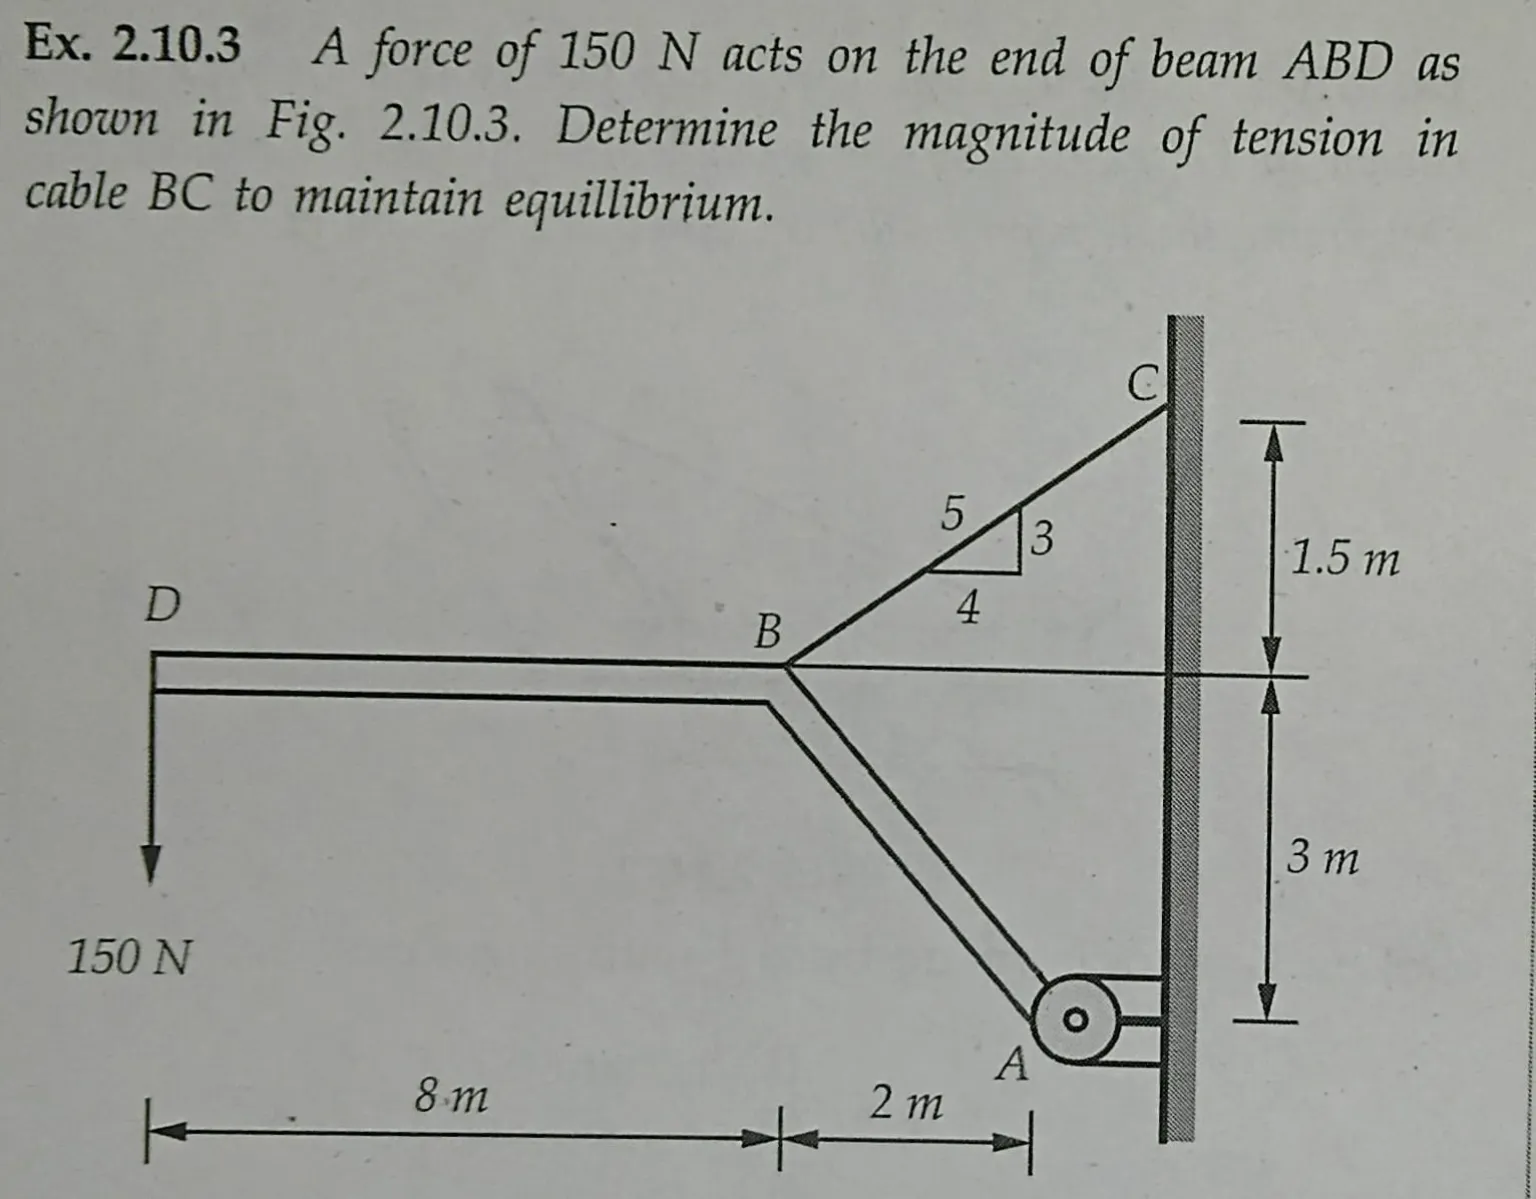 Ex. 2.10.3 A force of 150 N acts on the end of beam ABD as
shown in Fig. 2.10.3. Determine the magnitude of tension in
cable BC to maintain equillibrium.
C
5
3
1.5 m
4
D
B
3 m
150 N
A
8 m
2 m